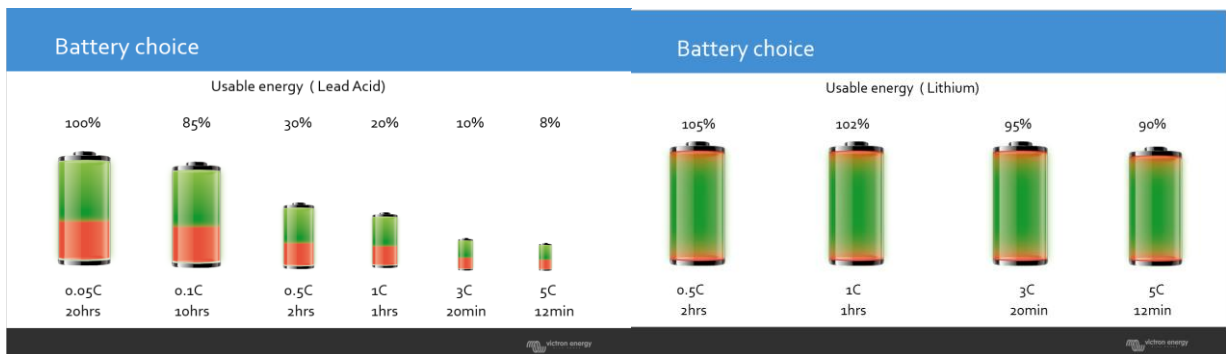 Battery choice
Usable energy ( Lead Acid)
100% 85% 30% 20% 10% 8%
0.05C 0.1C 0.5C 1C 3C 5C
20hrs 10hrs 2hrs 1hrs 20min 12min
victron energy
Battery choice
Usable energy ( Lithium)
105% 102% 95% 90%
0.5C 1C 3C 5C
2hrs 1hrs 20min 12min
victron energy